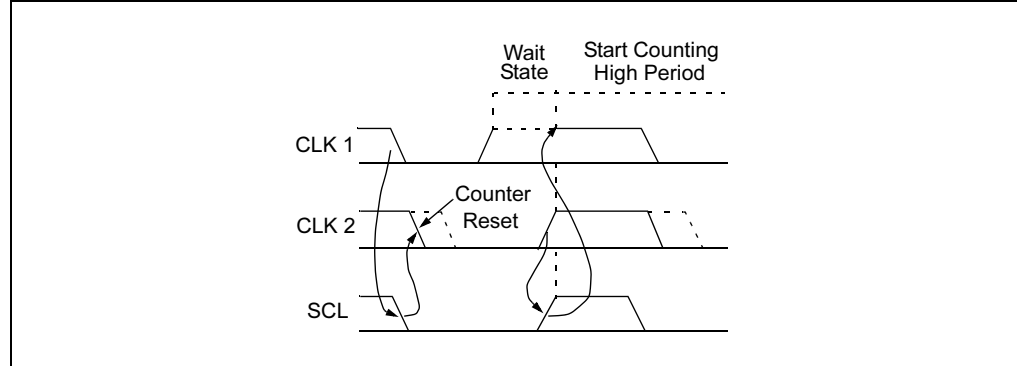 Wait
State
Start Counting
High Period
CLK 1
Counter
Reset
CLK 2
SCL